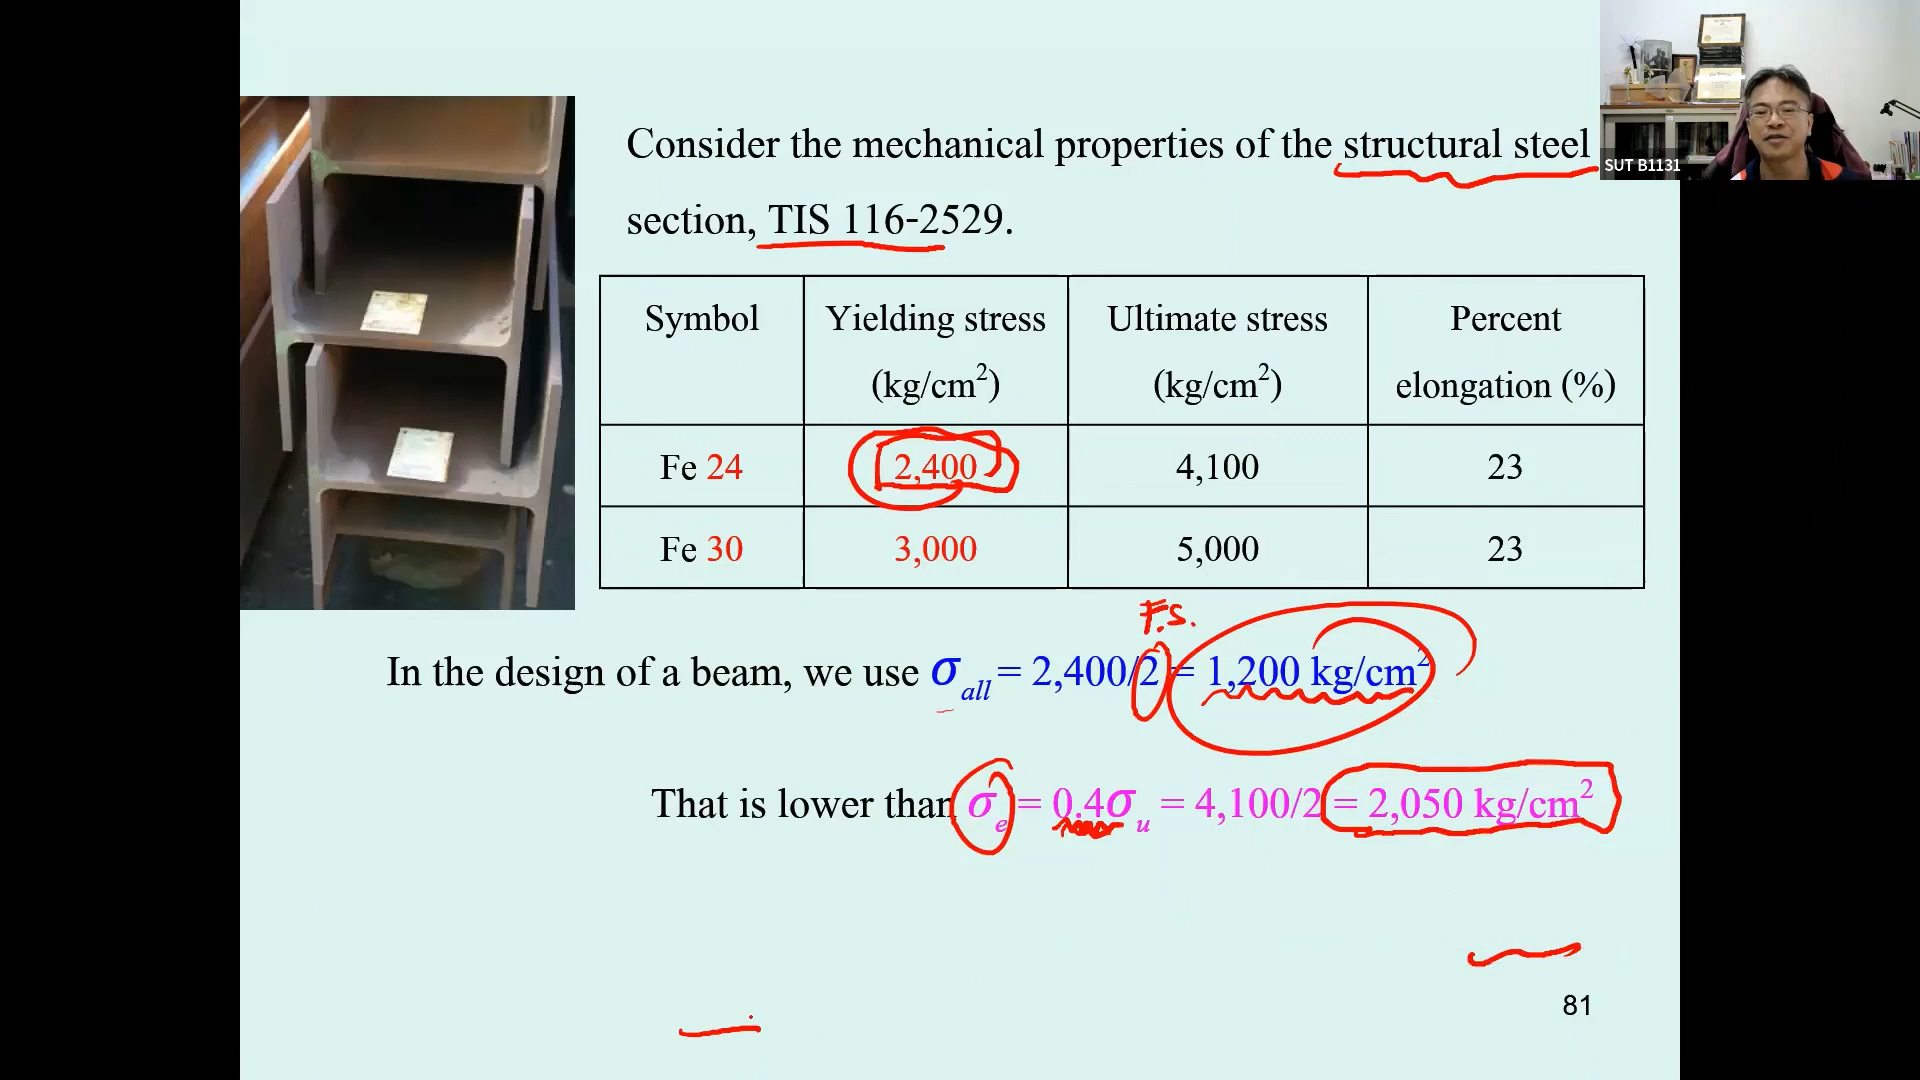 SUT B1131
Consider the mechanical properties of the structural steel
section, TIS 116-2529.
Symbol Yielding stress (kg/cm²) Ultimate stress (kg/cm²) Percent elongation (%)
Fe 24 2,400 4,100 23
Fe 30 3,000 5,000 23
F.S.
In the design of a beam, we use σall = 2,400/2 = 1,200 kg/cm²
That is lower than σe = 0.4σu = 4,100/2 = 2,050 kg/cm²
81